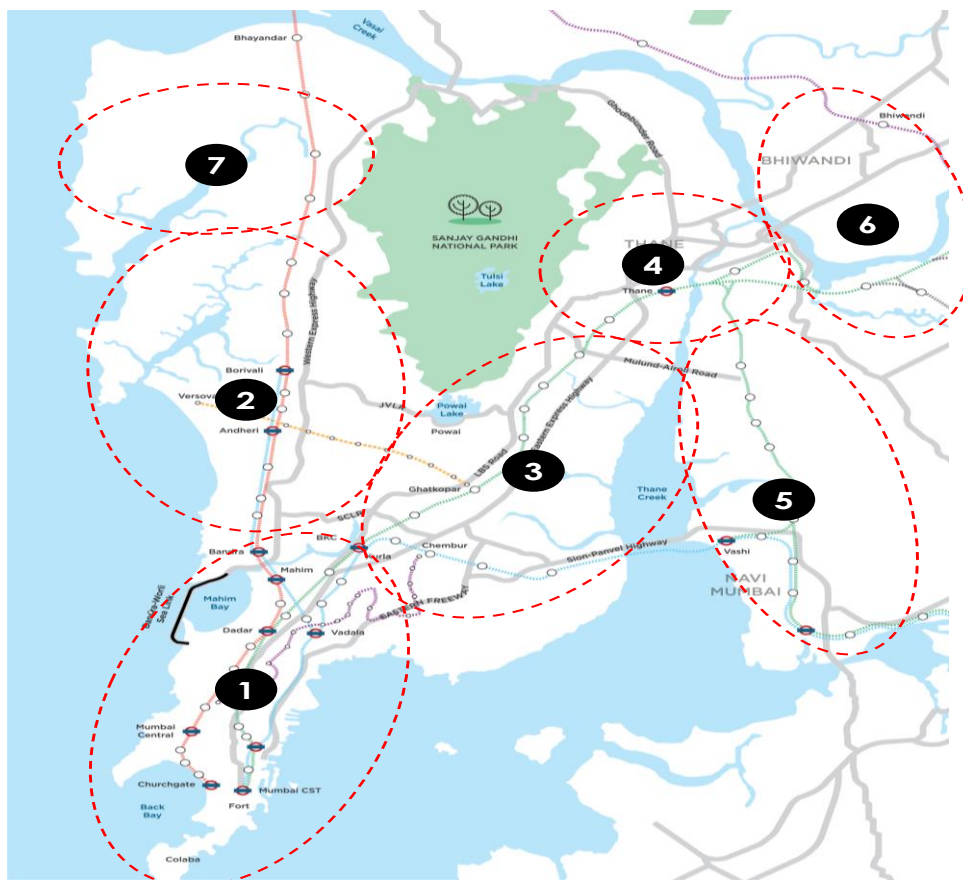 Bhayandar
Vasai
Creek
Ghodhbunder Road
Bhiwandi
BHIWANDI
7
6
SANJAY GANDHI
NATIONAL PARK
THANE
4
Thane
Tulsi
Lake
Western Express Highway
Borivali
Mulund-Airoli Road
Versova
2
JVLR
Powai
Lake
Powai
Andheri
Eastern Express Highway
LBS Road
3
Ghatkopar
Thane
Creek
5
SCLR
BKC
Kurla
Chembur
Sion-Panvel Highway
Vashi
Bandra
Mahim
NAVI
MUMBAI
Mahim
Bay
Bandra-Worli
Sea Link
EASTERN FREEWAY
Dadar
Vadala
1
Mumbai
Central
Churchgate
Mumbai CST
Fort
Back
Bay
Colaba